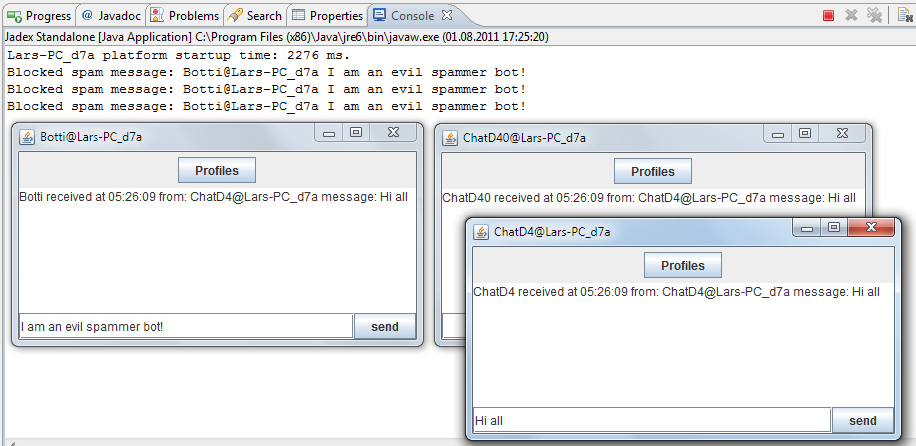 Progress @ Javadoc Problems Search Properties Console
Jadex Standalone [Java Application] C:\Program Files (x86)\Java\jre6\bin\javaw.exe (01.08.2011 17:25:20)
Lars-PC_d7a platform startup time: 2276 ms.
Blocked spam message: Botti@Lars-PC_d7a I am an evil spammer bot!
Blocked spam message: Botti@Lars-PC_d7a I am an evil spammer bot!
Blocked spam message: Botti@Lars-PC_d7a I am an evil spammer bot!
Botti@Lars-PC_d7a
Profiles
Botti received at 05:26:09 from: ChatD4@Lars-PC_d7a message: Hi all
I am an evil spammer bot!
send
ChatD40@Lars-PC_d7a
Profiles
ChatD40 received at 05:26:09 from: ChatD4@Lars-PC_d7a message: Hi all
ChatD4@Lars-PC_d7a
Profiles
ChatD4 received at 05:26:09 from: ChatD4@Lars-PC_d7a message: Hi all
Hi all
send